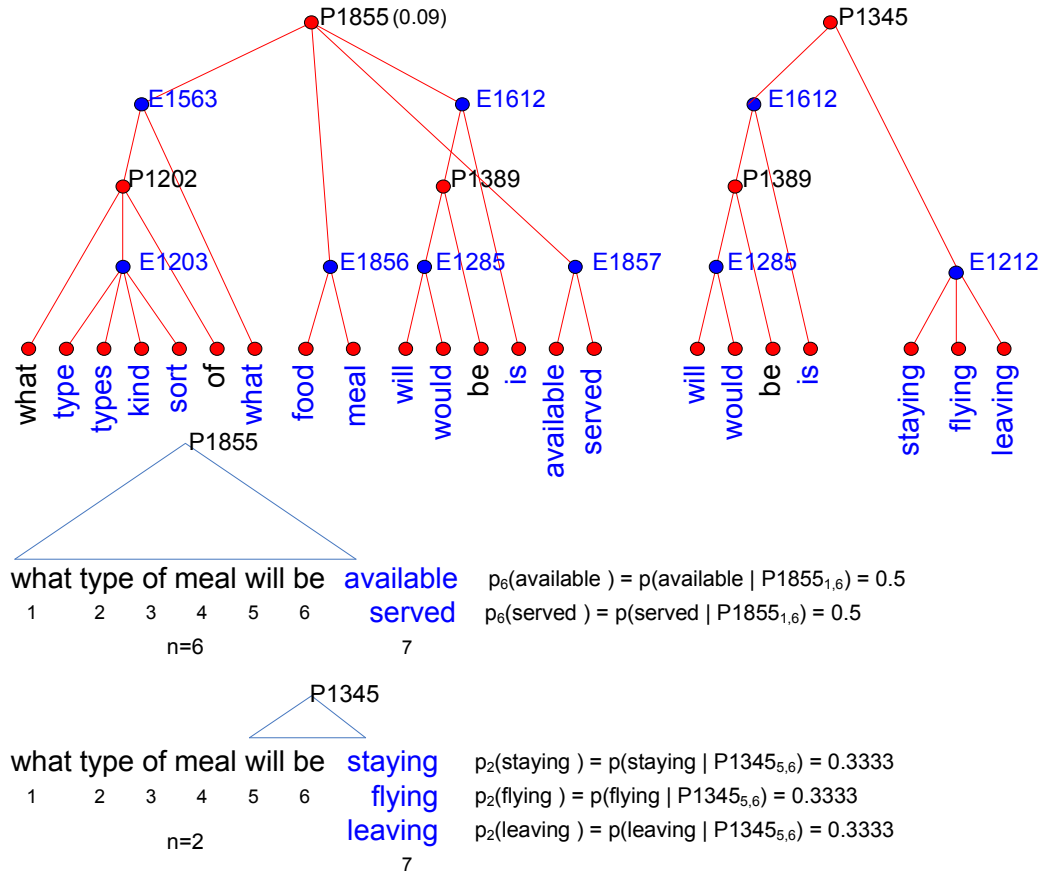 P1855 (0.09) P1345
E1563 E1612 E1612
P1202 P1389 P1389
E1203 E1856 E1285 E1857 E1285 E1212
what type types kind sort of what food meal will would be is available served will would be is staying flying leaving
P1855
what type of meal will be available p6(available ) = p(available | P18551,6) = 0.5
served p6(served ) = p(served | P18551,6) = 0.5
1 2 3 4 5 6
n=6 7
P1345
what type of meal will be staying p2(staying ) = p(staying | P13455,6) = 0.3333
1 2 3 4 5 6 flying p2(flying ) = p(flying | P13455,6) = 0.3333
n=2 leaving p2(leaving ) = p(leaving | P13455,6) = 0.3333
7